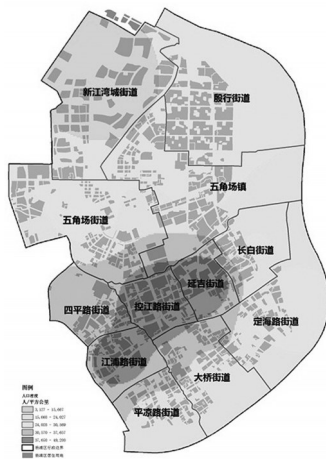 新江湾城街道
殷行街道
五角场镇
五角场街道
长白街道
延吉街道
四平路街道
控江路街道
定海路街道
江浦路街道
大桥街道
平凉路街道
图例
人口密度
人/平方公里